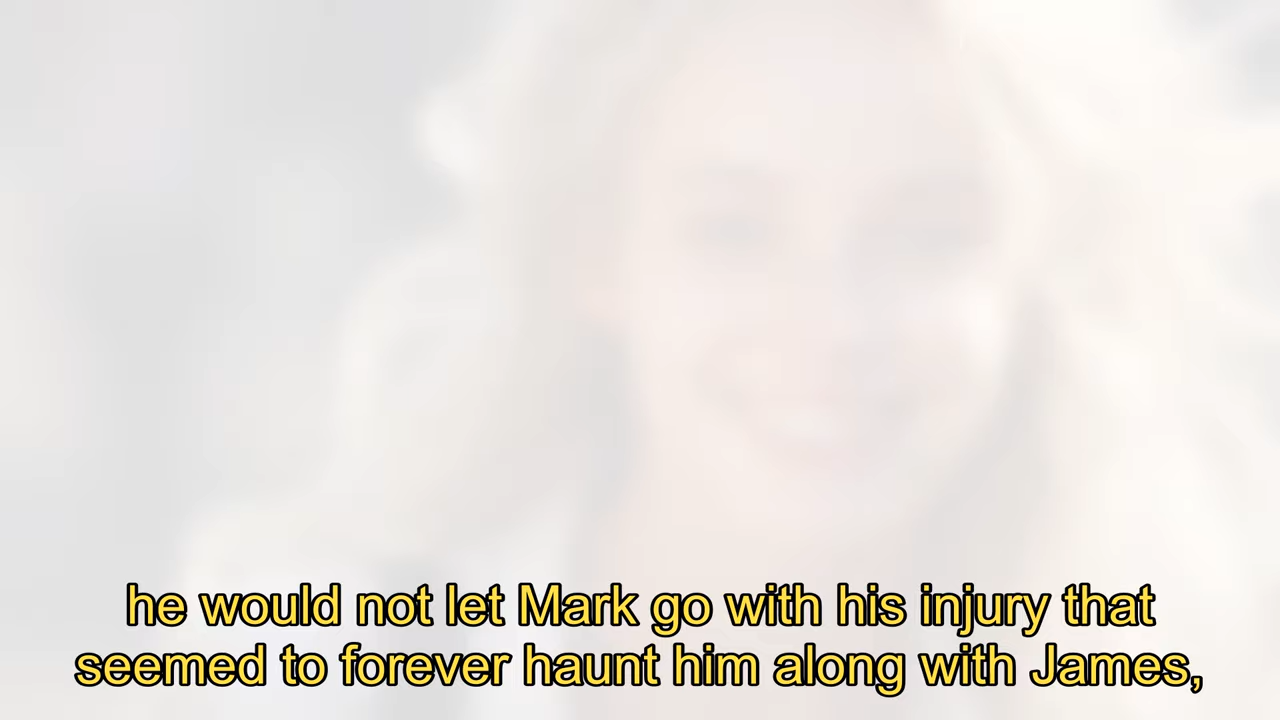 he would not let Mark go with his injury that
seemed to forever haunt him along with James,